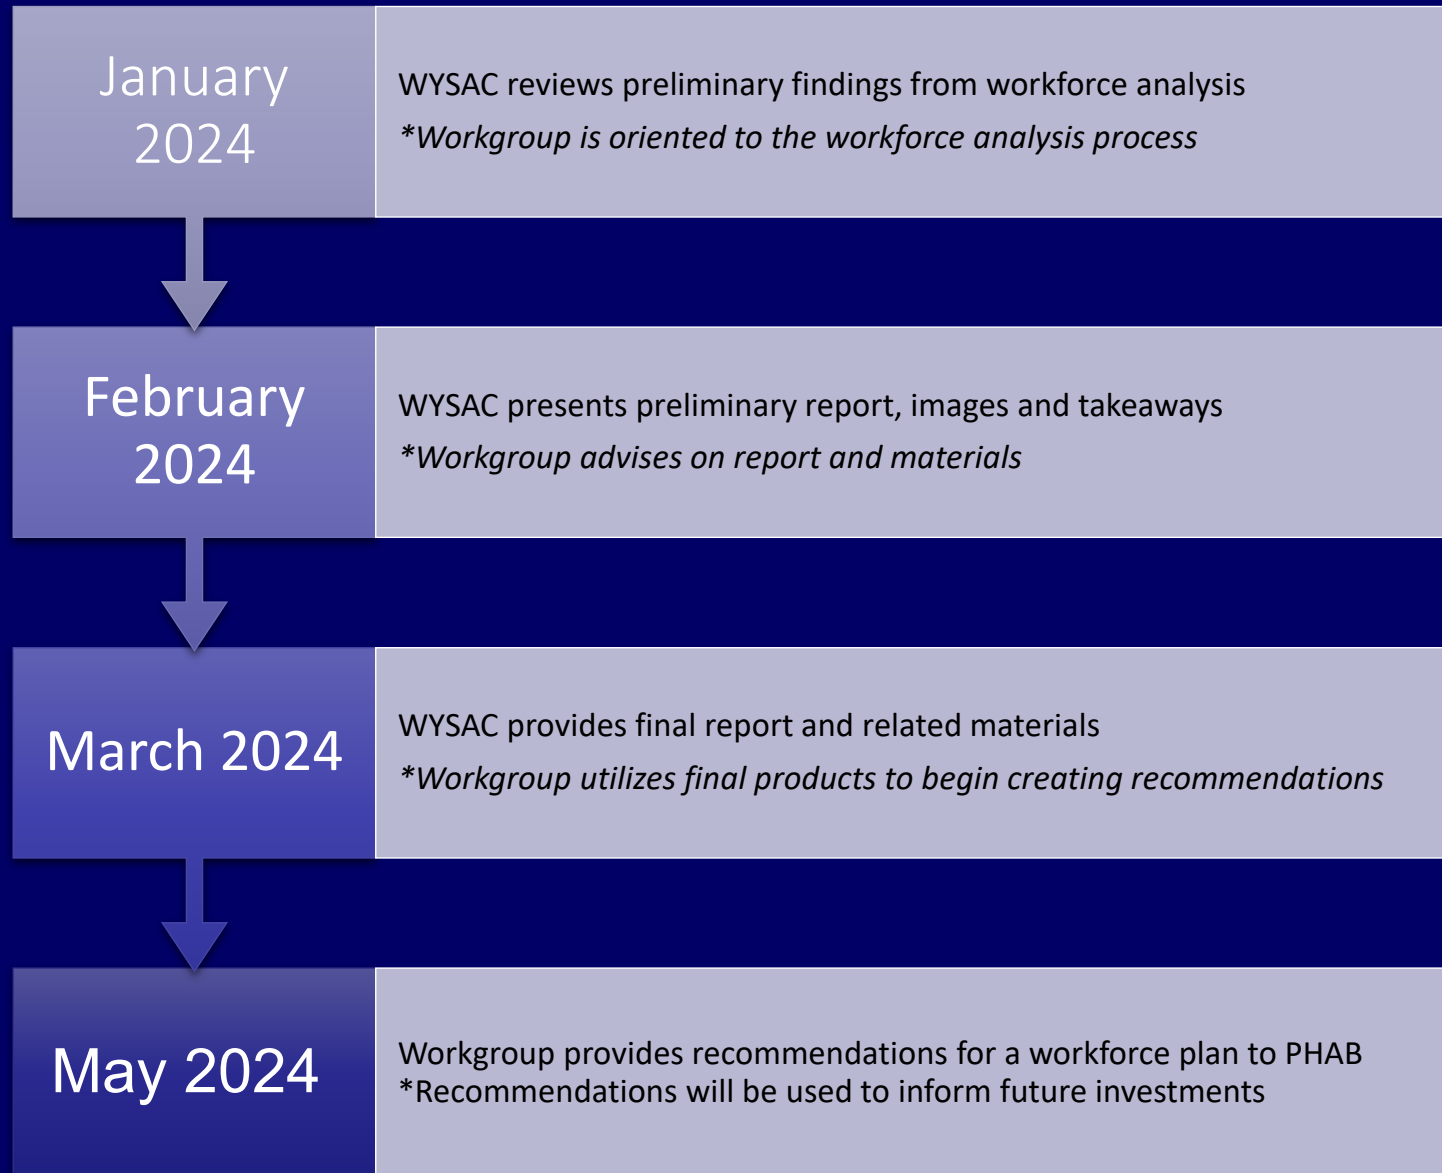 January
2024
WYSAC reviews preliminary findings from workforce analysis
*Workgroup is oriented to the workforce analysis process
February
2024
WYSAC presents preliminary report, images and takeaways
*Workgroup advises on report and materials
March 2024
WYSAC provides final report and related materials
*Workgroup utilizes final products to begin creating recommendations
May 2024
Workgroup provides recommendations for a workforce plan to PHAB
*Recommendations will be used to inform future investments